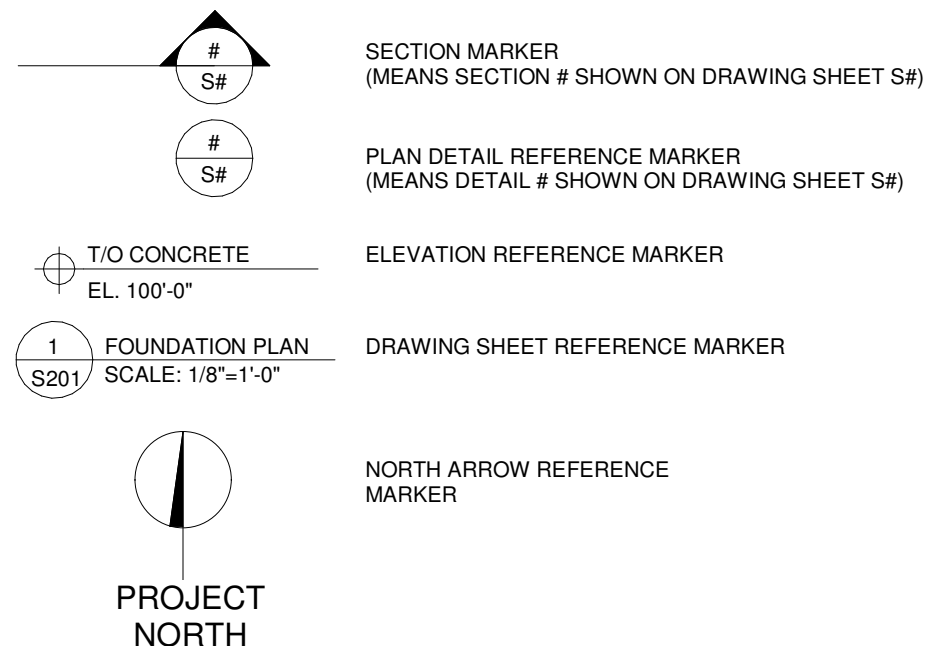 #
S#
SECTION MARKER
(MEANS SECTION # SHOWN ON DRAWING SHEET S#)
#
S#
PLAN DETAIL REFERENCE MARKER
(MEANS DETAIL # SHOWN ON DRAWING SHEET S#)
T/O CONCRETE
EL. 100'-0"
ELEVATION REFERENCE MARKER
1
S201
FOUNDATION PLAN
SCALE: 1/8"=1'-0"
DRAWING SHEET REFERENCE MARKER
NORTH ARROW REFERENCE
MARKER
PROJECT
NORTH